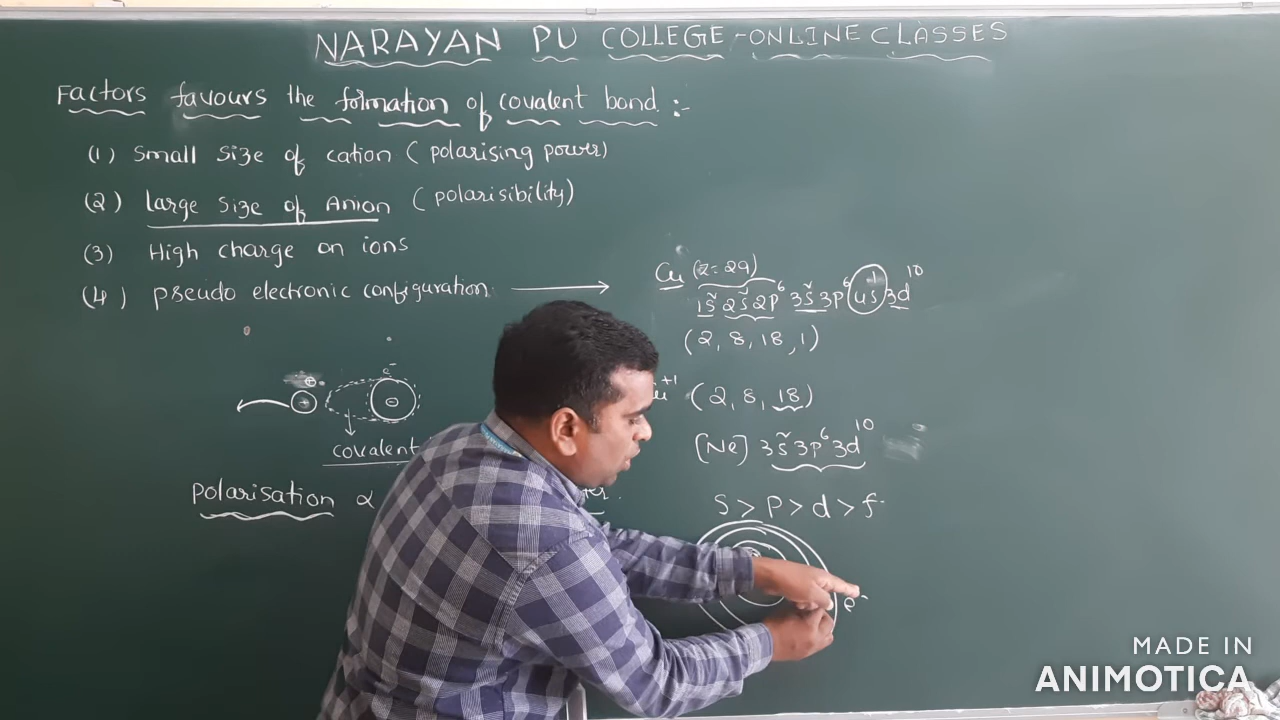 NARAYAN PU COLLEGE-ONLINE CLASSES
Factors favours the formation of covalent bond :-
(1) Small size of cation (polarising power)
(2) large size of Anion (polarisibility)
(3) High charge on ions
(4) pseudo electronic configuration →
Cu (z=29)
1s² 2s² 2p⁶ 3s² 3p⁶ 4s¹ 3d¹⁰
(2, 8, 18, 1)
+1 (2, 8, 18)
[Ne] 3s² 3p⁶ 3d¹⁰
S > P > d > f
e⁻
⊕
+
e⁻
−
covalent
polarisation ∝
MADE IN
ANIMOTICA